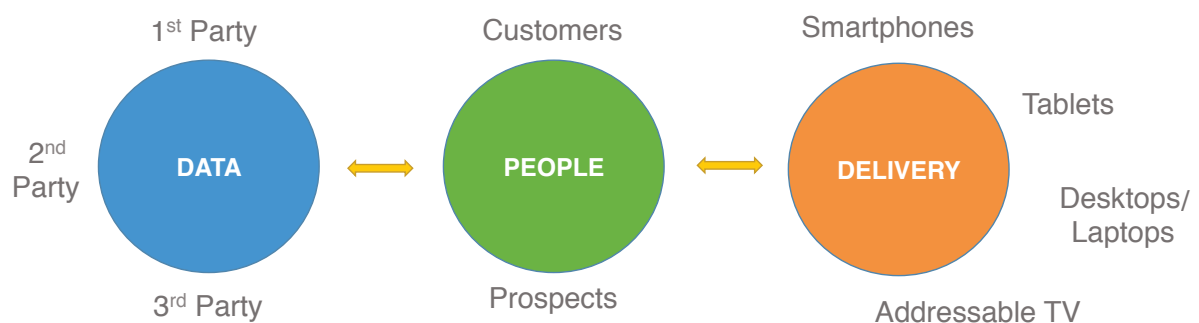 1st Party
Customers
Smartphones
Tablets
2nd
Party
DATA
PEOPLE
DELIVERY
Desktops/
Laptops
3rd Party
Prospects
Addressable TV